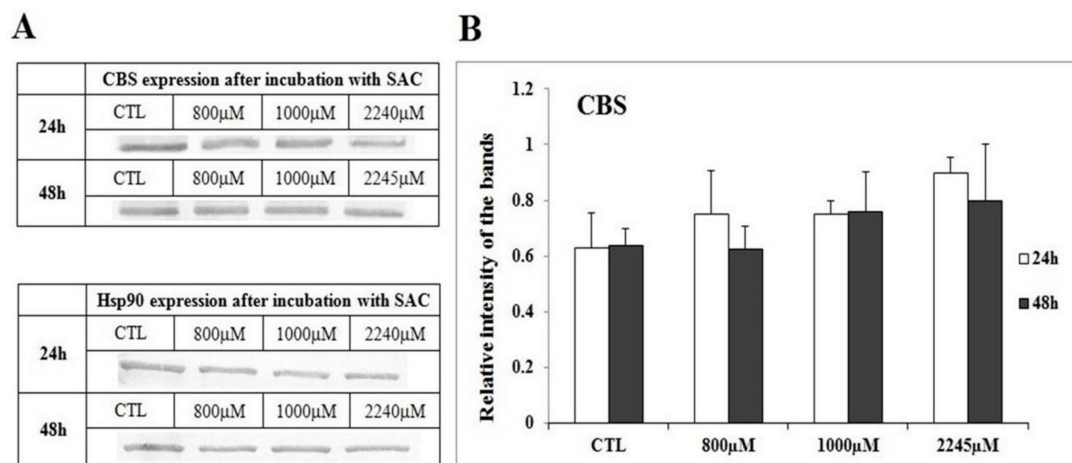 A
CBS expression after incubation with SAC
24h
CTL 800µM 1000µM 2240µM
48h
CTL 800µM 1000µM 2245µM
Hsp90 expression after incubation with SAC
24h
CTL 800µM 1000µM 2240µM
48h
CTL 800µM 1000µM 2240µM
B
CBS
Relative intensity of the bands
1.2
1
0.8
0.6
0.4
0.2
0
CTL 800µM 1000µM 2245µM
24h
48h